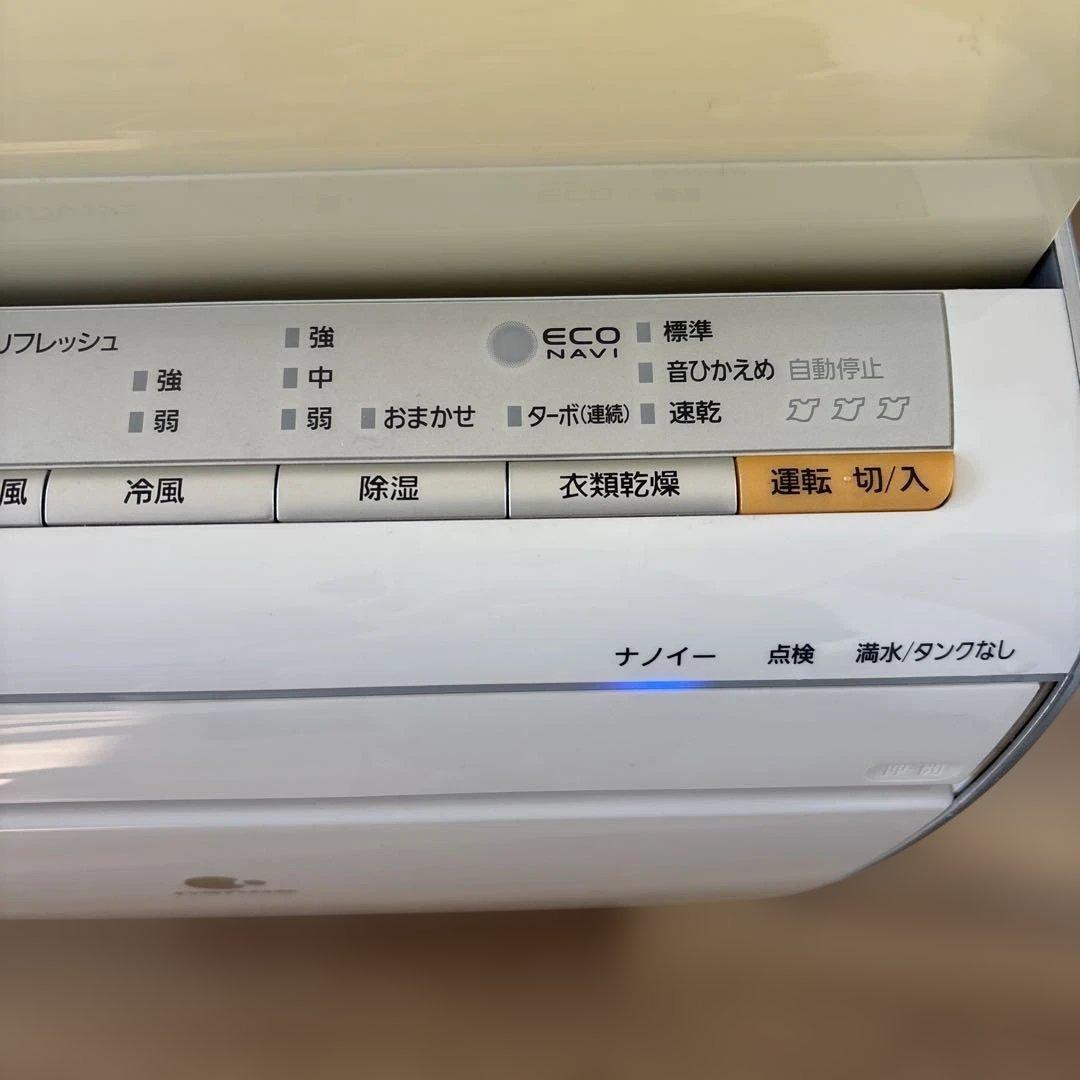 リフレッシュ
強
ECO NAVI
標準
強
中
音ひかえめ
自動停止
弱
弱
おまかせ
ターボ(連続)
速乾
風
冷風
除湿
衣類乾燥
運転 切/入
ナノイー
点検
満水/タンクなし
押・開